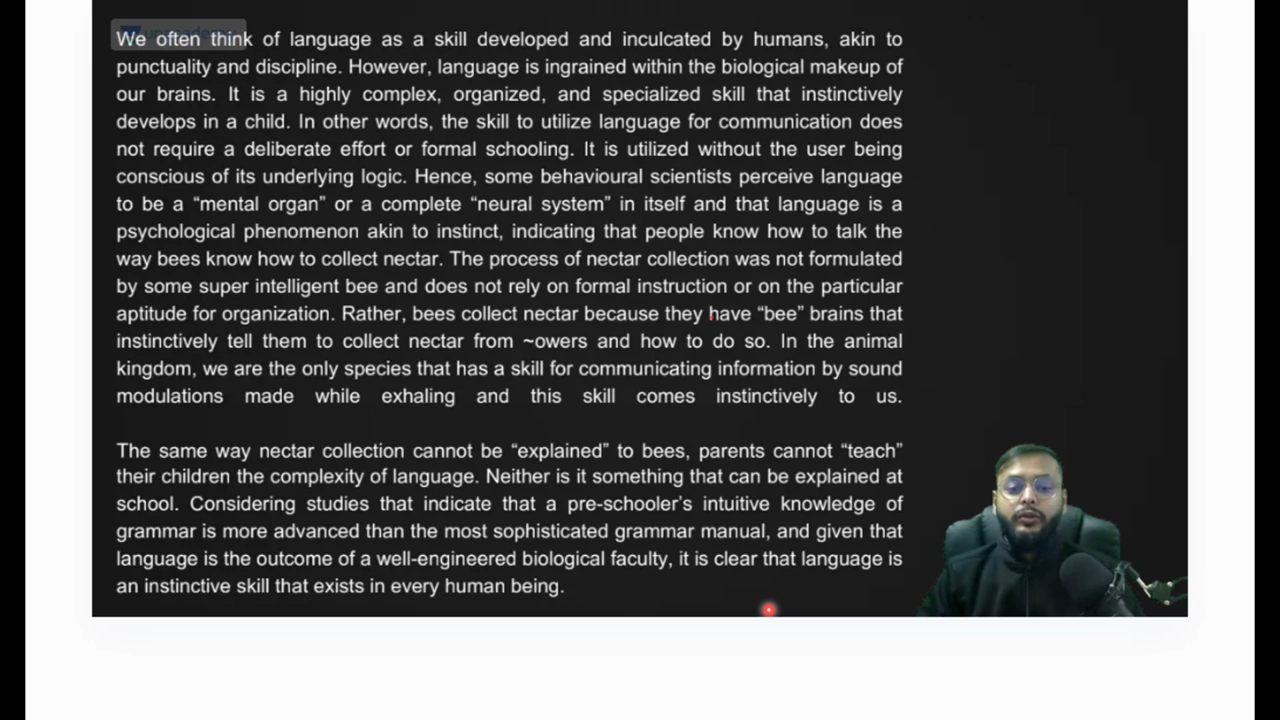 We often think of language as a skill developed and inculcated by humans, akin to
punctuality and discipline. However, language is ingrained within the biological makeup of
our brains. It is a highly complex, organized, and specialized skill that instinctively
develops in a child. In other words, the skill to utilize language for communication does
not require a deliberate effort or formal schooling. It is utilized without the user being
conscious of its underlying logic. Hence, some behavioural scientists perceive language
to be a “mental organ” or a complete “neural system” in itself and that language is a
psychological phenomenon akin to instinct, indicating that people know how to talk the
way bees know how to collect nectar. The process of nectar collection was not formulated
by some super intelligent bee and does not rely on formal instruction or on the particular
aptitude for organization. Rather, bees collect nectar because they have “bee” brains that
instinctively tell them to collect nectar from ~owers and how to do so. In the animal
kingdom, we are the only species that has a skill for communicating information by sound
modulations made while exhaling and this skill comes instinctively to us.
The same way nectar collection cannot be “explained” to bees, parents cannot “teach”
their children the complexity of language. Neither is it something that can be explained at
school. Considering studies that indicate that a pre-schooler’s intuitive knowledge of
grammar is more advanced than the most sophisticated grammar manual, and given that
language is the outcome of a well-engineered biological faculty, it is clear that language is
an instinctive skill that exists in every human being.